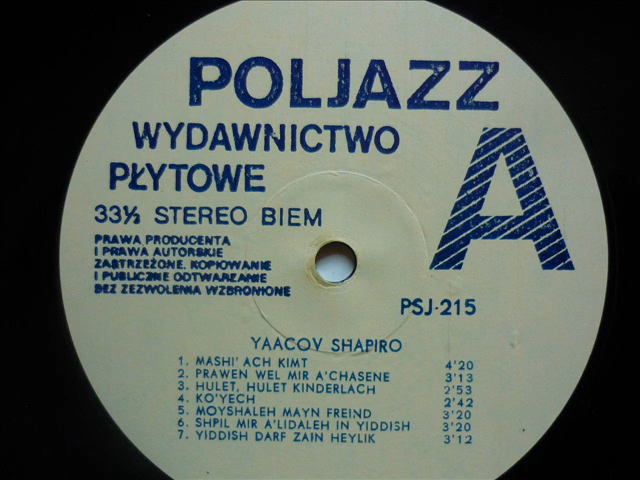 POLJAZZ
WYDAWNICTWO
PŁYTOWE
A
33⅓ STEREO BIEM
PRAWA PRODUCENTA
I PRAWA AUTORSKIE
ZASTRZEŻONE. KOPIOWANIE
I PUBLICZNE ODTWARZANIE
BEZ ZEZWOLENIA WZBRONIONE
PSJ-215
YAACOV SHAPIRO
1. MASHI'ACH KIMT 4'20
2. PRAWEN WEL MIR A'CHASENE 3'13
3. HULET, HULET KINDERLACH 2'53
4. KO'YECH 2'42
5. MOYSHALEH MAYN FREIND 3'20
6. SHPIL MIR A'LIDALEH IN YIDDISH 3'20
7. YIDDISH DARF ZAIN HEYLIK 3'12